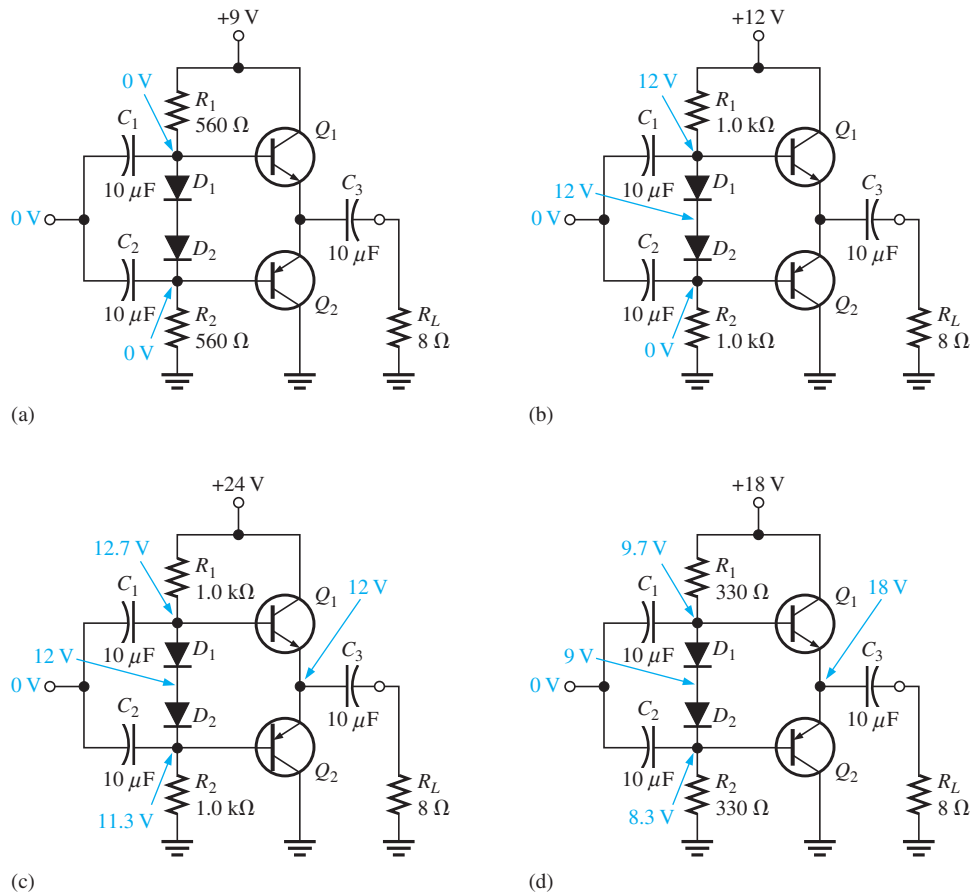 +9 V
0 V
R1
560 Ω
C1
10 μF
Q1
D1
C3
0 V
10 μF
D2
C2
10 μF
Q2
R2
560 Ω
0 V
RL
8 Ω
(a)
+12 V
12 V
R1
1.0 kΩ
C1
10 μF
Q1
D1
C3
12 V
0 V
10 μF
D2
C2
10 μF
Q2
R2
1.0 kΩ
0 V
RL
8 Ω
(b)
+24 V
12.7 V
R1
1.0 kΩ
12 V
C1
10 μF
Q1
D1
C3
12 V
0 V
10 μF
D2
C2
10 μF
Q2
R2
1.0 kΩ
11.3 V
RL
8 Ω
(c)
+18 V
9.7 V
R1
330 Ω
18 V
C1
10 μF
Q1
D1
C3
9 V
0 V
10 μF
D2
C2
10 μF
Q2
R2
330 Ω
8.3 V
RL
8 Ω
(d)